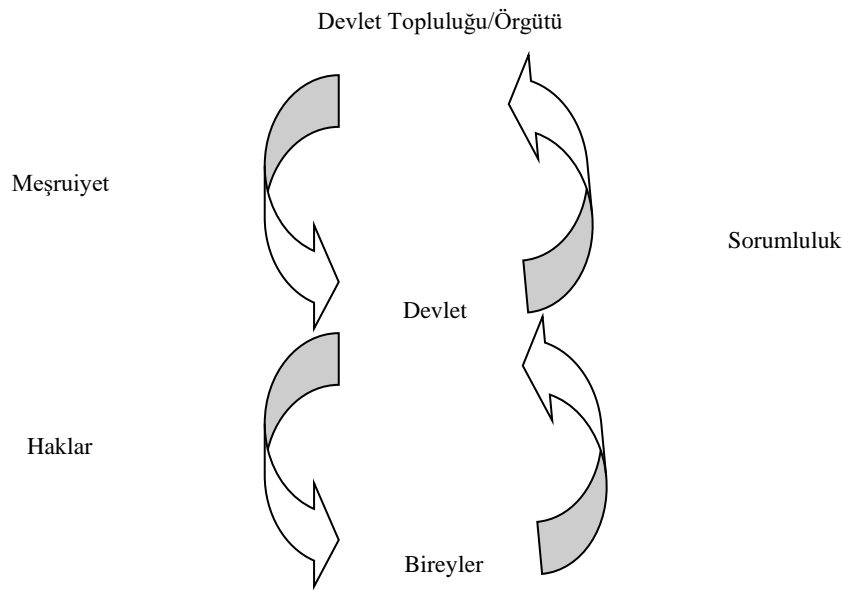 Devlet Topluluğu/Örgütü
Meşruiyet
Sorumluluk
Devlet
Haklar
Bireyler